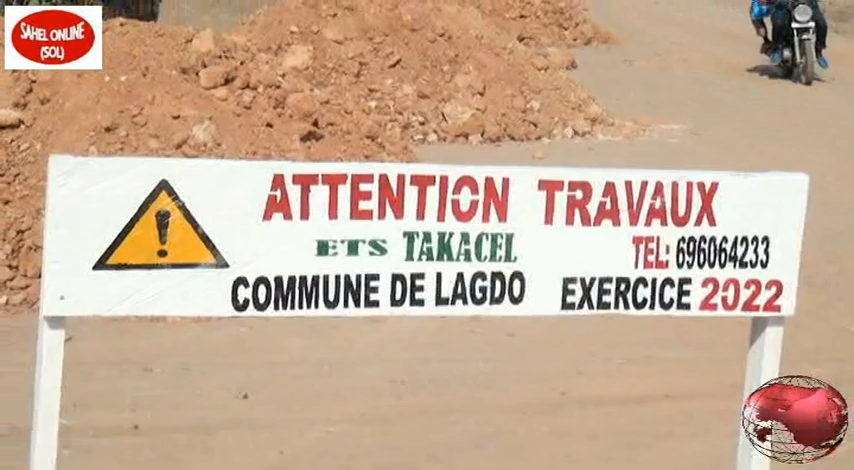 SAHEL ONLINE
(SOL)
ATTENTION TRAVAUX
ETS TAKACEL TEL: 696064233
COMMUNE DE LAGDO EXERCICE 2022